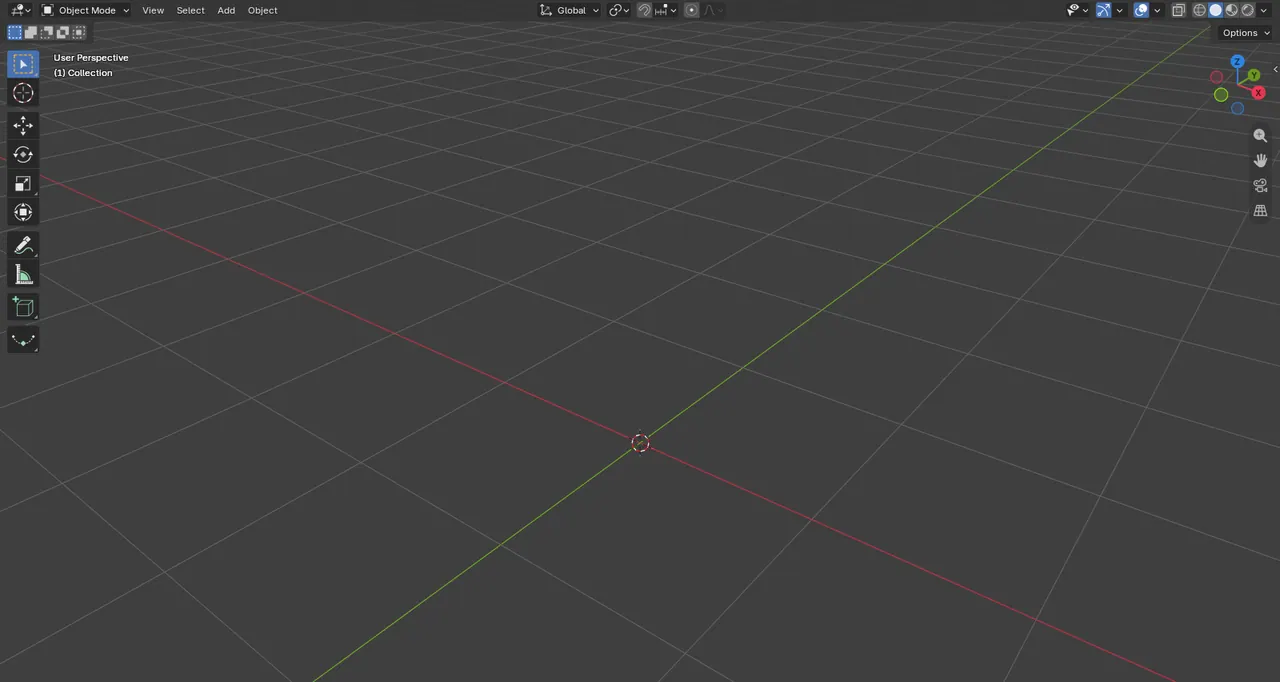 Object Mode View Select Add Object Global
Options
User Perspective
(1) Collection
Z
Y
X